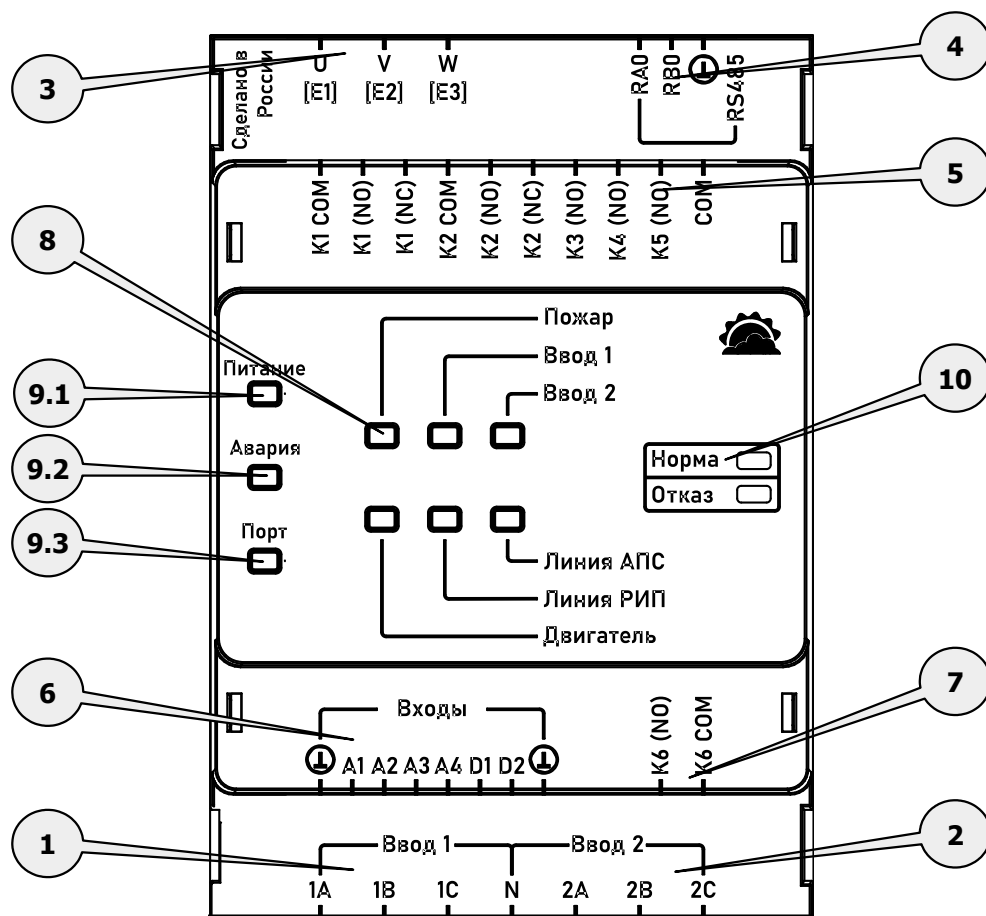 3
4
5
8
9.1
9.2
9.3
10
6
7
1
2
Сделано в
России
U V W
[E1] [E2] [E3]
RA0
RB0
RS485
K1 COM
K1 (NO)
K1 (NC)
K2 COM
K2 (NO)
K2 (NC)
K3 (NO)
K4 (NO)
K5 (NO)
COM
Пожар
Ввод 1
Ввод 2
Питание
Авария
Порт
Норма
Отказ
Линия АПС
Линия РИП
Двигатель
Входы
A1 A2 A3 A4 D1 D2
K6 (NO)
K6 COM
Ввод 1 Ввод 2
1A 1B 1C N 2A 2B 2C